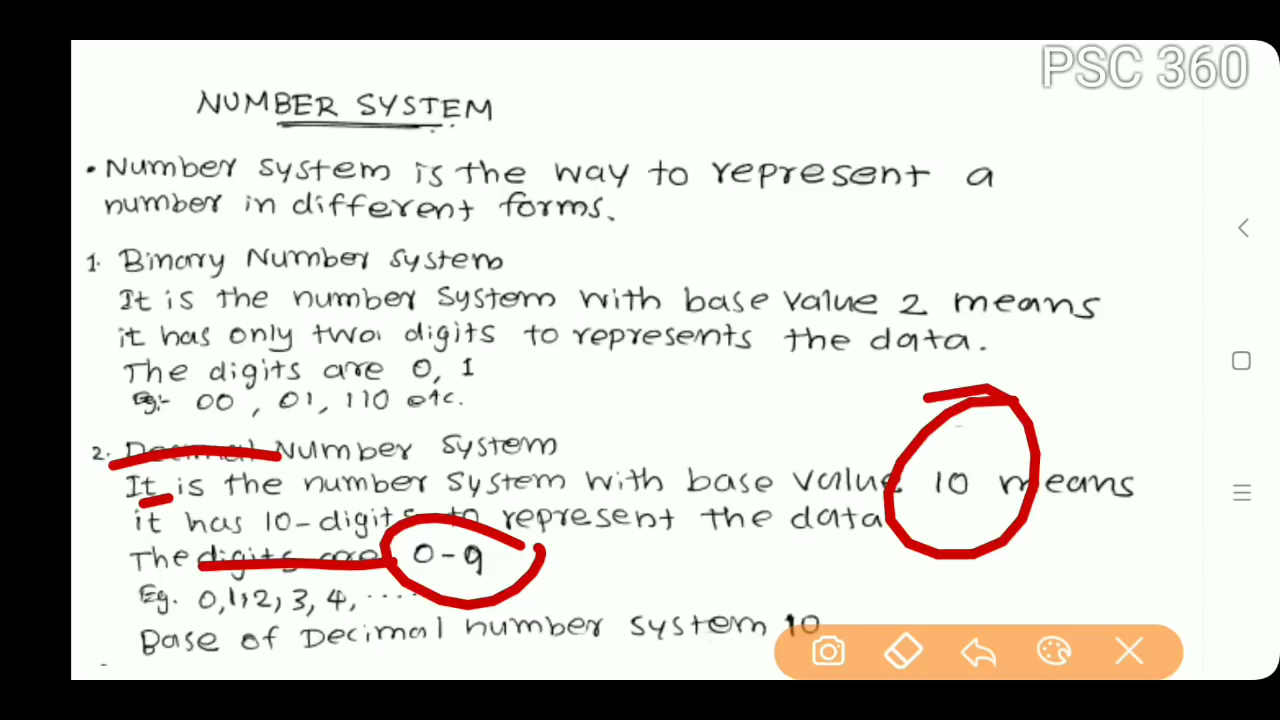 PSC 360
NUMBER SYSTEM
• Number system is the way to represent a
number in different forms.
1. Binary Number system
It is the number system with base value 2 means
it has only two digits to represents the data.
The digits are 0, 1
Eg:- 00, 01, 110 etc.
2. Decimal Number system
It is the number system with base value 10 means
it has 10-digits to represent the data
The digits are 0-9
Eg. 0,1,2,3,4,.....
Base of Decimal number system 10